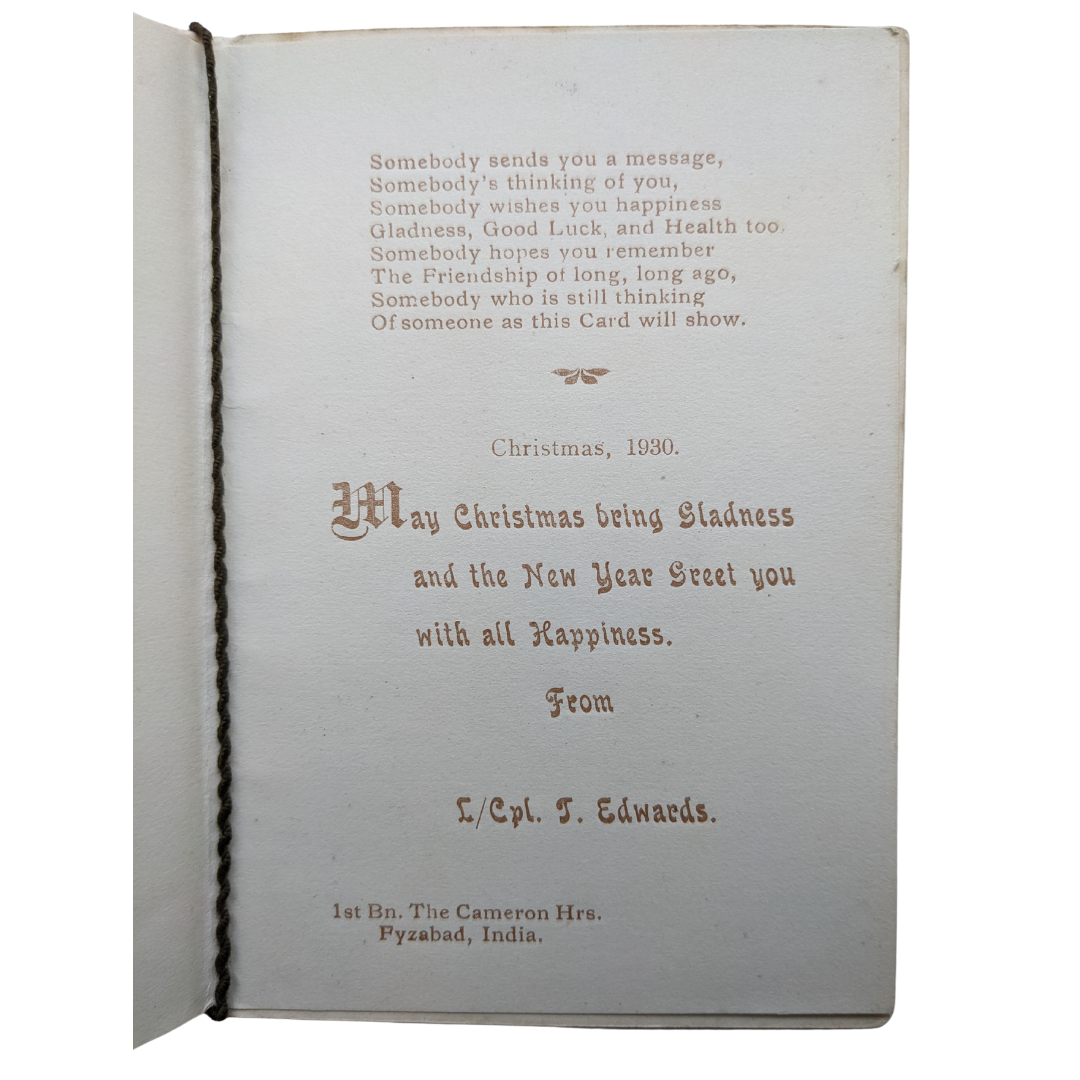 Somebody sends you a message,
Somebody's thinking of you,
Somebody wishes you happiness
Gladness, Good Luck, and Health too.
Somebody hopes you remember
The Friendship of long, long ago,
Somebody who is still thinking
Of someone as this Card will show.
Christmas, 1930.
May Christmas bring Gladness
and the New Year Greet you
with all Happiness.
From
L/Cpl. T. Edwards.
1st Bn. The Cameron Hrs.
Fyzabad, India.